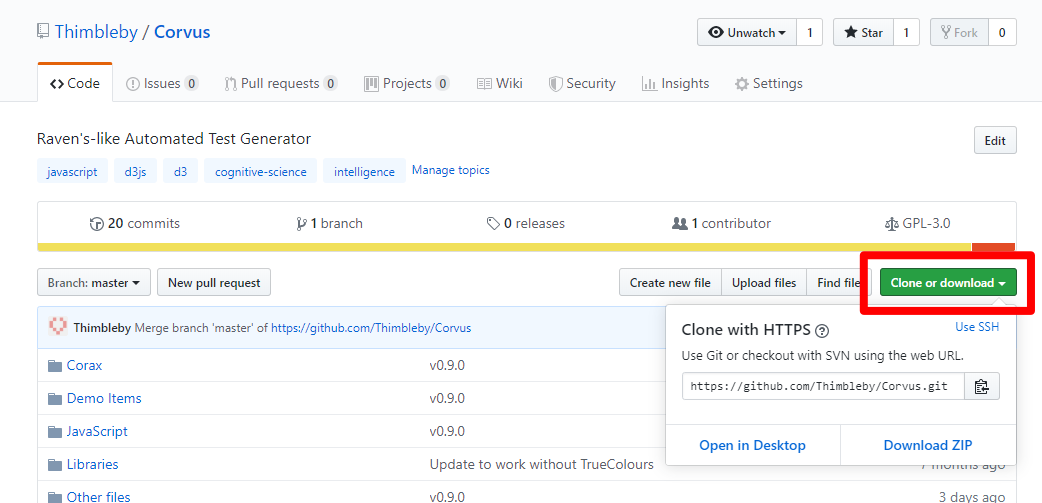 Thimbleby / Corvus
Unwatch 1 Star 1 Fork 0
Code Issues 0 Pull requests 0 Projects 0 Wiki Security Insights Settings
Raven's-like Automated Test Generator Edit
javascript d3js d3 cognitive-science intelligence Manage topics
20 commits 1 branch 0 releases 1 contributor GPL-3.0
Branch: master New pull request Create new file Upload files Find file Clone or download
Thimbleby Merge branch 'master' of https://github.com/Thimbleby/Corvus
Clone with HTTPS Use SSH
Use Git or checkout with SVN using the web URL.
https://github.com/Thimbleby/Corvus.git
Open in Desktop Download ZIP
Corax v0.9.0
Demo Items v0.9.0
JavaScript v0.9.0
Libraries Update to work without TrueColours 7 months ago
Other files v0.9.0 3 days ago